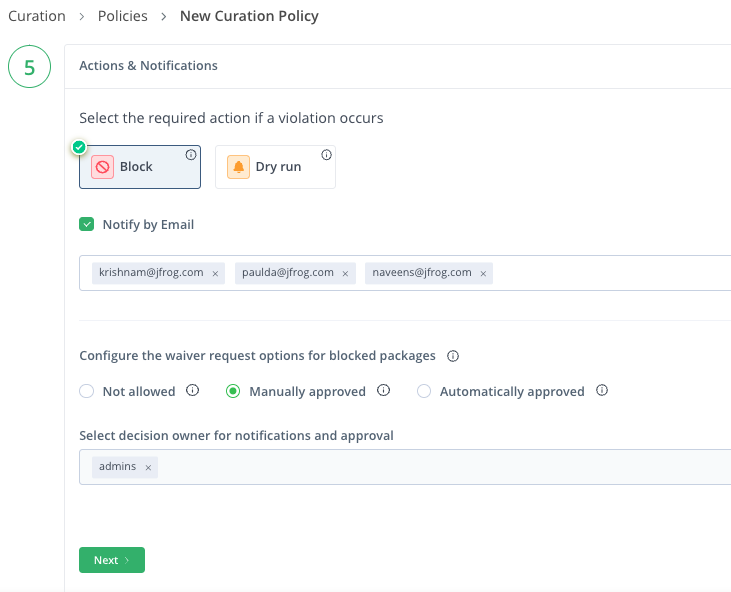 Curation > Policies > New Curation Policy
5
Actions & Notifications
Select the required action if a violation occurs
Block Dry run
Notify by Email
krishnam@jfrog.com × paulda@jfrog.com × naveens@jfrog.com ×
Configure the waiver request options for blocked packages
Not allowed Manually approved Automatically approved
Select decision owner for notifications and approval
admins ×
Next >